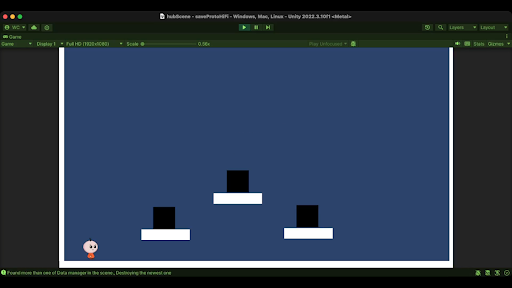 hubScene - saveProtoHiFi - Windows, Mac, Linux - Unity 2022.3.10f1 <Metal>
WC
Layers
Layout
Game
Game
Display 1
Full HD (1920x1080)
Scale
0.56x
Play Unfocused
Stats
Gizmos
Found more than one of Data manager in the scene , Destroying the newest one